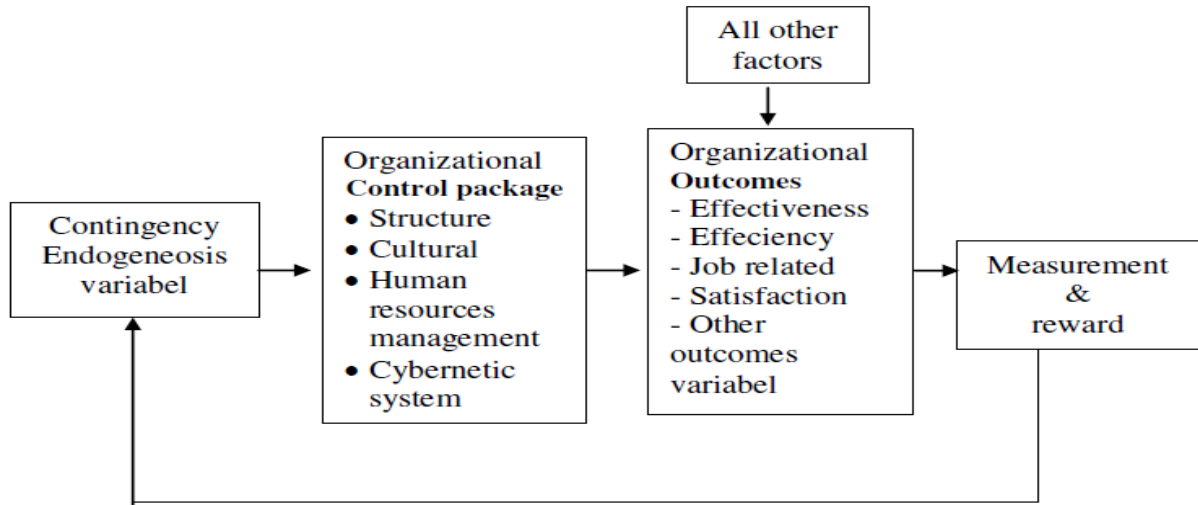 All other
factors
Contingency
Endogeneosis
variabel
Organizational
Control package
• Structure
• Cultural
• Human
resources
management
• Cybernetic
system
Organizational
Outcomes
- Effectiveness
- Effeciency
- Job related
- Satisfaction
- Other
outcomes
variabel
Measurement
&
reward